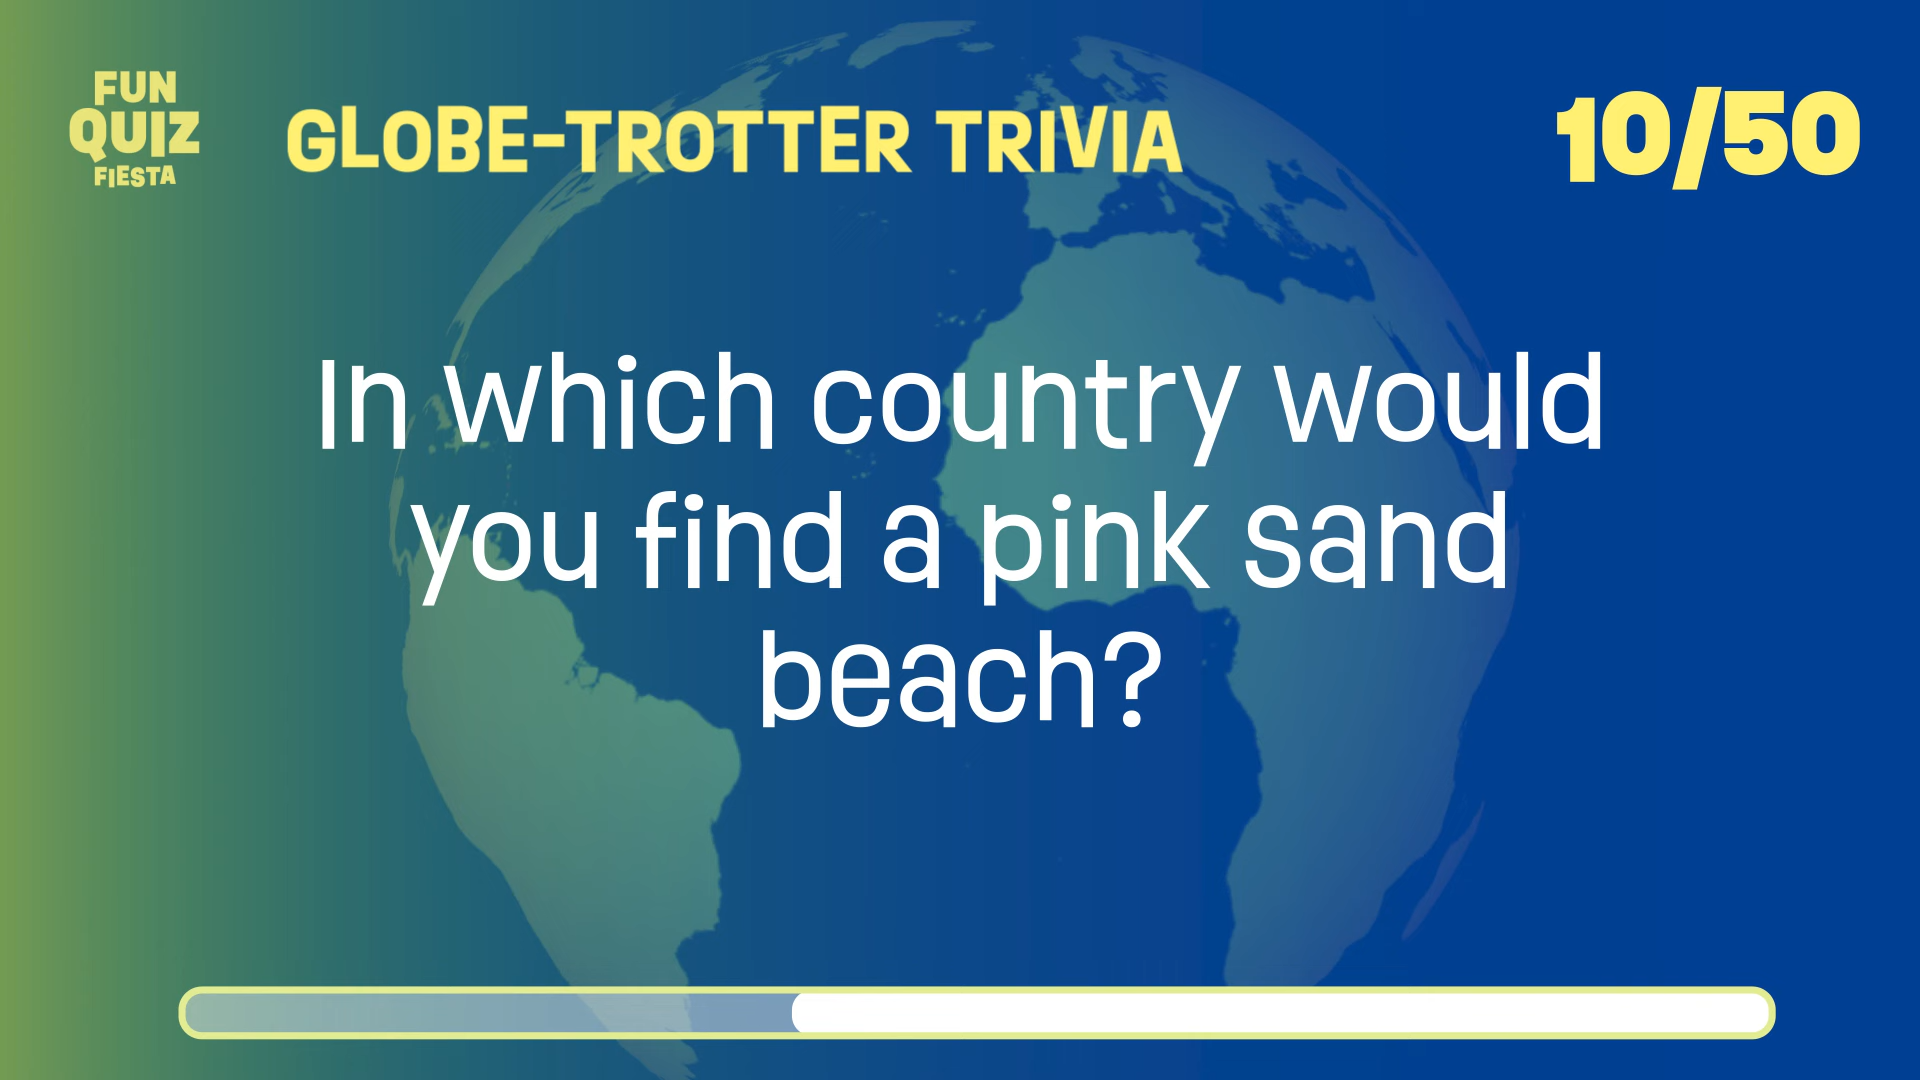 FUN
QUIZ
FIESTA
GLOBE-TROTTER TRIVIA
10/50
In which country would
you find a pink sand
beach?